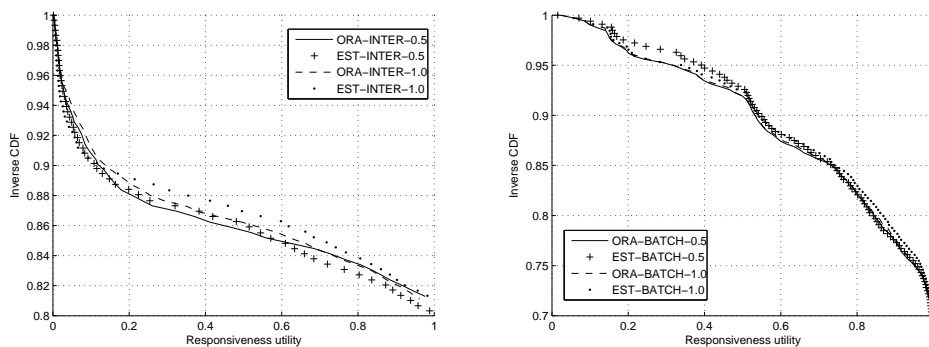 1
0.98
0.96
0.94
0.92
0.9
0.88
0.86
0.84
0.82
0.8
0 0.2 0.4 0.6 0.8 1
Inverse CDF
Responsiveness utility
ORA-INTER-0.5
EST-INTER-0.5
ORA-INTER-1.0
EST-INTER-1.0
1
0.95
0.9
0.85
0.8
0.75
0.7
0 0.2 0.4 0.6 0.8
Inverse CDF
Responsiveness utility
ORA-BATCH-0.5
EST-BATCH-0.5
ORA-BATCH-1.0
EST-BATCH-1.0